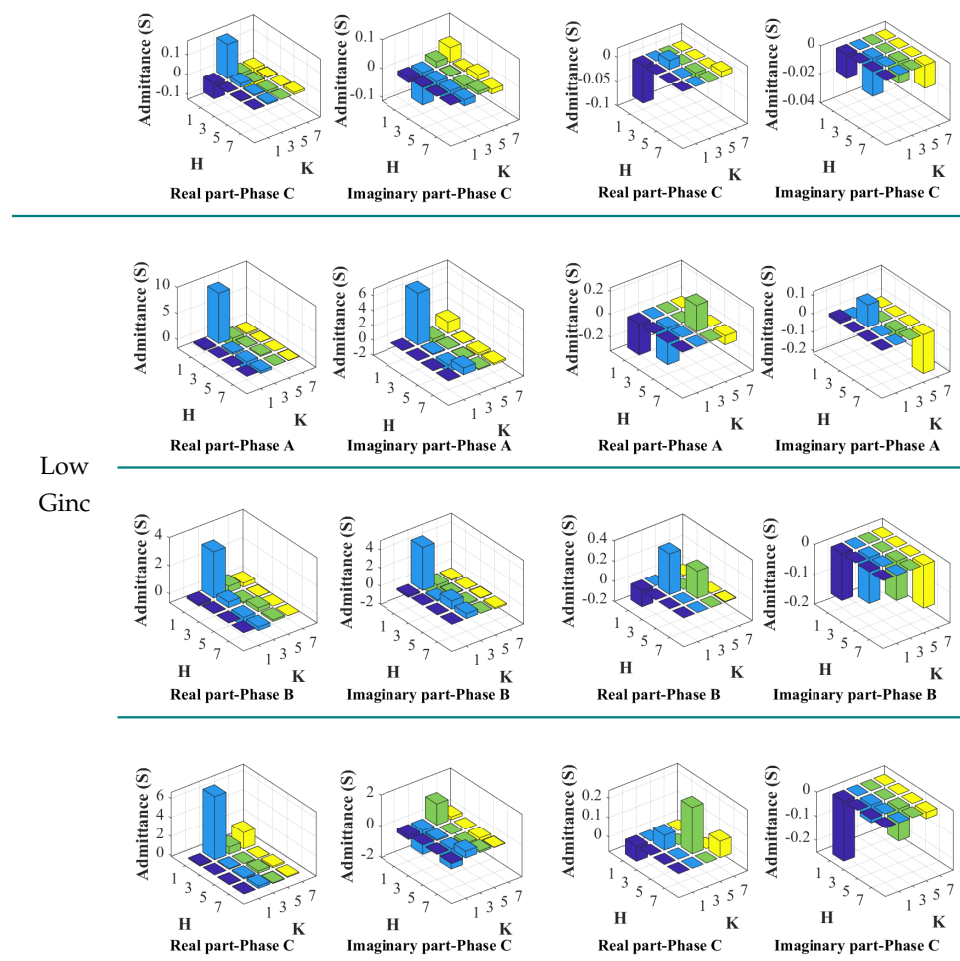 Admittance (S) 0.1 0 -0.1 1 3 5 7 H 1 3 5 7 K
Real part-Phase C
Admittance (S) 0.1 0 -0.1 1 3 5 7 H 1 3 5 7 K
Imaginary part-Phase C
Admittance (S) 0 -0.05 -0.1 1 3 5 7 H 1 3 5 7 K
Real part-Phase C
Admittance (S) 0 -0.02 -0.04 1 3 5 7 H 1 3 5 7 K
Imaginary part-Phase C
Low
Ginc
Admittance (S) 10 5 0 1 3 5 7 H 1 3 5 7 K
Real part-Phase A
Admittance (S) 6 4 2 0 -2 1 3 5 7 H 1 3 5 7 K
Imaginary part-Phase A
Admittance (S) 0.2 0 -0.2 1 3 5 7 H 1 3 5 7 K
Real part-Phase A
Admittance (S) 0.1 0 -0.1 -0.2 1 3 5 7 H 1 3 5 7 K
Imaginary part-Phase A
Admittance (S) 4 2 0 1 3 5 7 H 1 3 5 7 K
Real part-Phase B
Admittance (S) 4 2 0 -2 1 3 5 7 H 1 3 5 7 K
Imaginary part-Phase B
Admittance (S) 0.4 0.2 0 -0.2 1 3 5 7 H 1 3 5 7 K
Real part-Phase B
Admittance (S) 0 -0.1 -0.2 1 3 5 7 H 1 3 5 7 K
Imaginary part-Phase B
Admittance (S) 6 4 2 0 1 3 5 7 H 1 3 5 7 K
Real part-Phase C
Admittance (S) 2 0 -2 1 3 5 7 H 1 3 5 7 K
Imaginary part-Phase C
Admittance (S) 0.2 0.1 0 1 3 5 7 H 1 3 5 7 K
Real part-Phase C
Admittance (S) 0 -0.1 -0.2 1 3 5 7 H 1 3 5 7 K
Imaginary part-Phase C